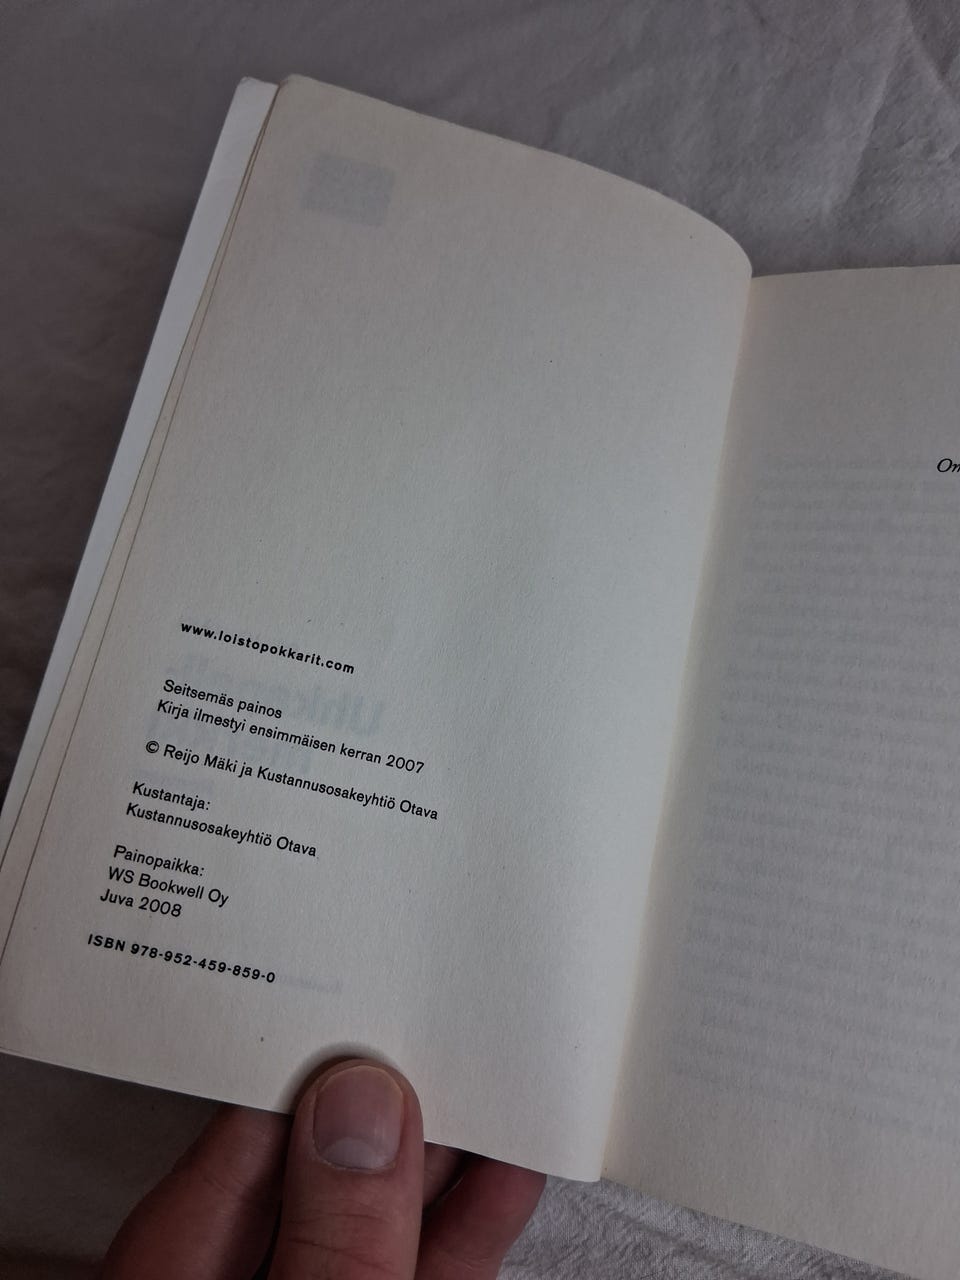 www.loistopokkarit.com
Seitsemäs painos
Kirja ilmestyi ensimmäisen kerran 2007
© Reijo Mäki ja Kustannusosakeyhtiö Otava
Kustantaja:
Kustannusosakeyhtiö Otava
Painopaikka:
WS Bookwell Oy
Juva 2008
ISBN 978-952-459-859-0